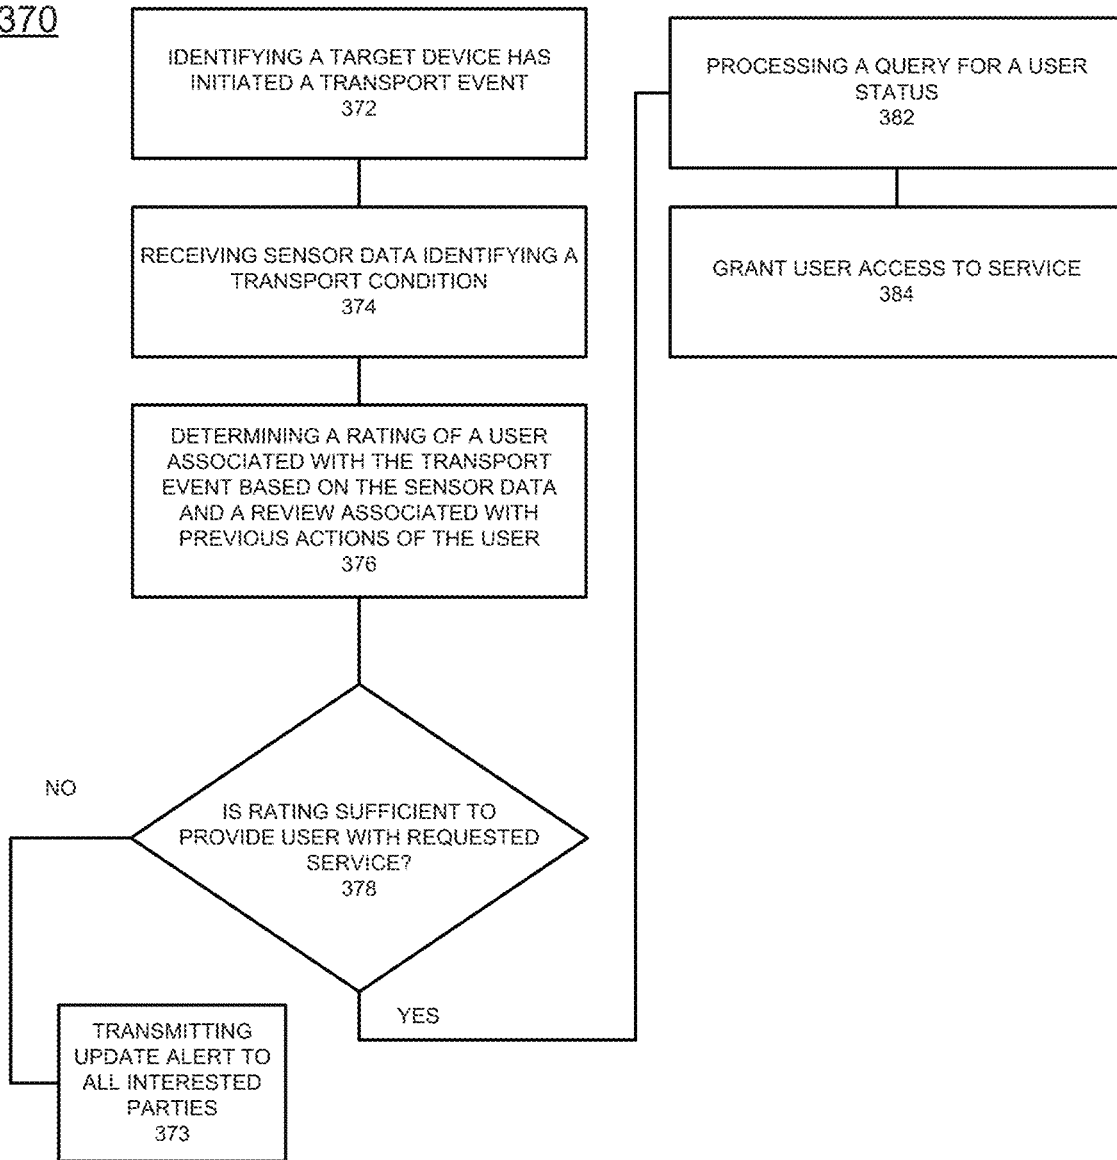 370
IDENTIFYING A TARGET DEVICE HAS
INITIATED A TRANSPORT EVENT
372
RECEIVING SENSOR DATA IDENTIFYING A
TRANSPORT CONDITION
374
DETERMINING A RATING OF A USER
ASSOCIATED WITH THE TRANSPORT
EVENT BASED ON THE SENSOR DATA
AND A REVIEW ASSOCIATED WITH
PREVIOUS ACTIONS OF THE USER
376
IS RATING SUFFICIENT TO
PROVIDE USER WITH REQUESTED
SERVICE?
378
NO
TRANSMITTING
UPDATE ALERT TO
ALL INTERESTED
PARTIES
373
YES
PROCESSING A QUERY FOR A USER
STATUS
382
GRANT USER ACCESS TO SERVICE
384